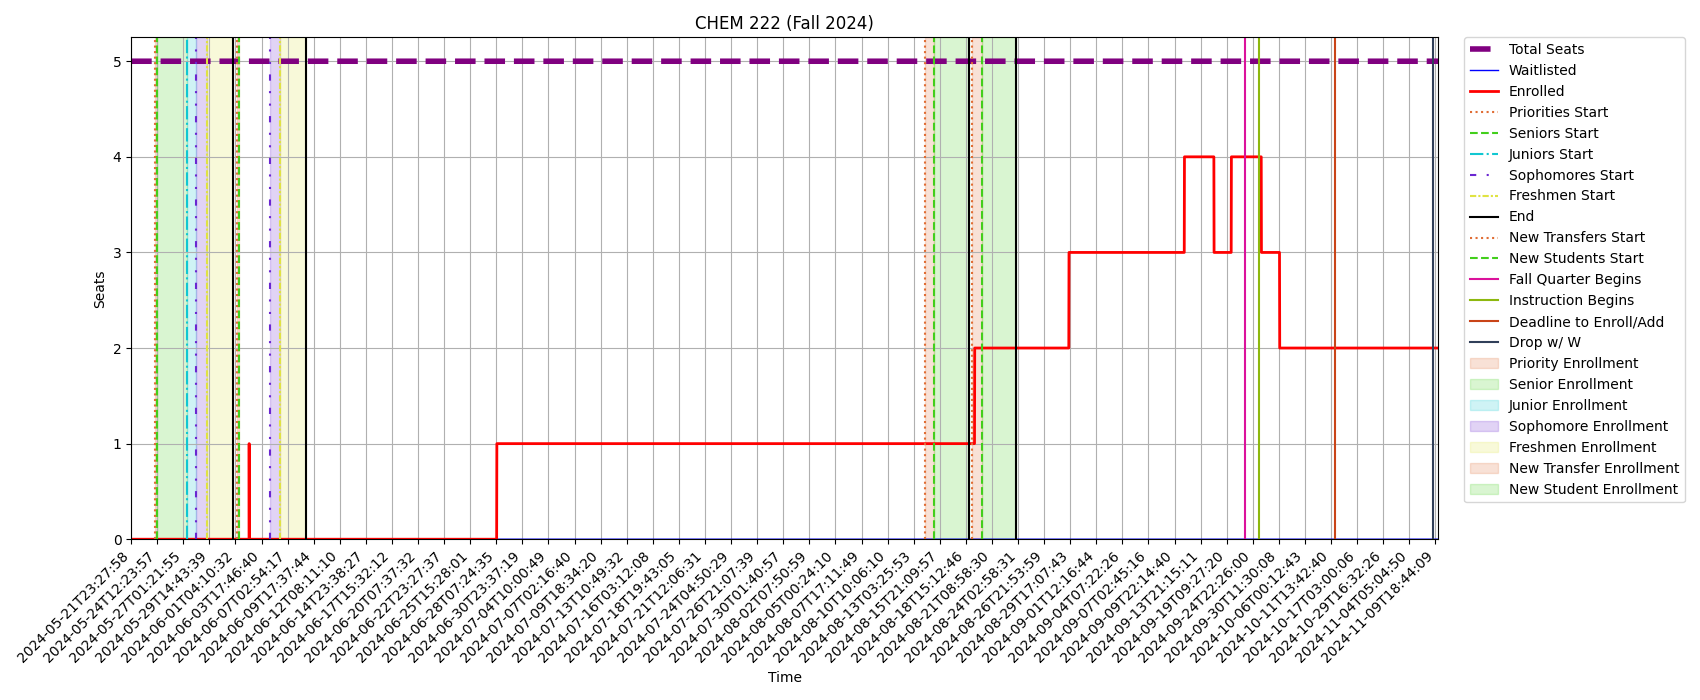 CHEM 222 (Fall 2024)
Seats
5
4
3
2
1
0
2024-05-21T23:27:58
2024-05-24T12:23:57
2024-05-27T01:21:55
2024-05-29T14:43:39
2024-06-01T04:10:32
2024-06-03T17:46:40
2024-06-07T02:54:17
2024-06-09T17:37:44
2024-06-12T08:11:10
2024-06-14T23:38:27
2024-06-17T15:32:12
2024-06-20T07:37:32
2024-06-22T23:27:37
2024-06-25T15:28:01
2024-06-28T07:24:35
2024-06-30T23:37:19
2024-07-04T10:00:49
2024-07-07T02:16:40
2024-07-09T18:34:20
2024-07-13T10:49:32
2024-07-16T03:12:08
2024-07-18T19:43:05
2024-07-21T12:06:31
2024-07-24T04:50:29
2024-07-26T21:07:39
2024-07-30T01:40:57
2024-08-02T07:50:59
2024-08-05T00:24:10
2024-08-07T17:11:49
2024-08-10T10:06:10
2024-08-13T03:25:53
2024-08-15T21:09:57
2024-08-18T15:12:46
2024-08-21T08:58:30
2024-08-24T02:58:31
2024-08-26T21:53:59
2024-08-29T17:07:43
2024-09-01T12:16:44
2024-09-04T07:22:26
2024-09-07T02:45:16
2024-09-09T22:14:40
2024-09-13T21:15:11
2024-09-19T09:27:20
2024-09-24T22:26:00
2024-09-30T11:30:08
2024-10-06T00:12:43
2024-10-11T13:42:40
2024-10-17T03:00:06
2024-10-29T16:32:26
2024-11-04T05:04:50
2024-11-09T18:44:09
Time
Total Seats
Waitlisted
Enrolled
Priorities Start
Seniors Start
Juniors Start
Sophomores Start
Freshmen Start
End
New Transfers Start
New Students Start
Fall Quarter Begins
Instruction Begins
Deadline to Enroll/Add
Drop w/ W
Priority Enrollment
Senior Enrollment
Junior Enrollment
Sophomore Enrollment
Freshmen Enrollment
New Transfer Enrollment
New Student Enrollment